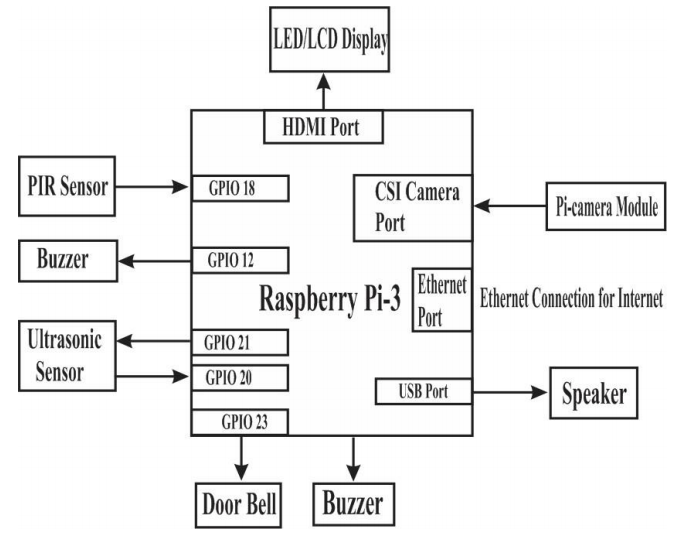 LED/LCD Display
HDMI Port
PIR Sensor
GPIO 18
CSI Camera
Port
Pi-camera Module
Buzzer
GPIO 12
Raspberry Pi-3
Ethernet
Port
Ethernet Connection for Internet
Ultrasonic
Sensor
GPIO 21
GPIO 20
USB Port
Speaker
GPIO 23
Door Bell
Buzzer